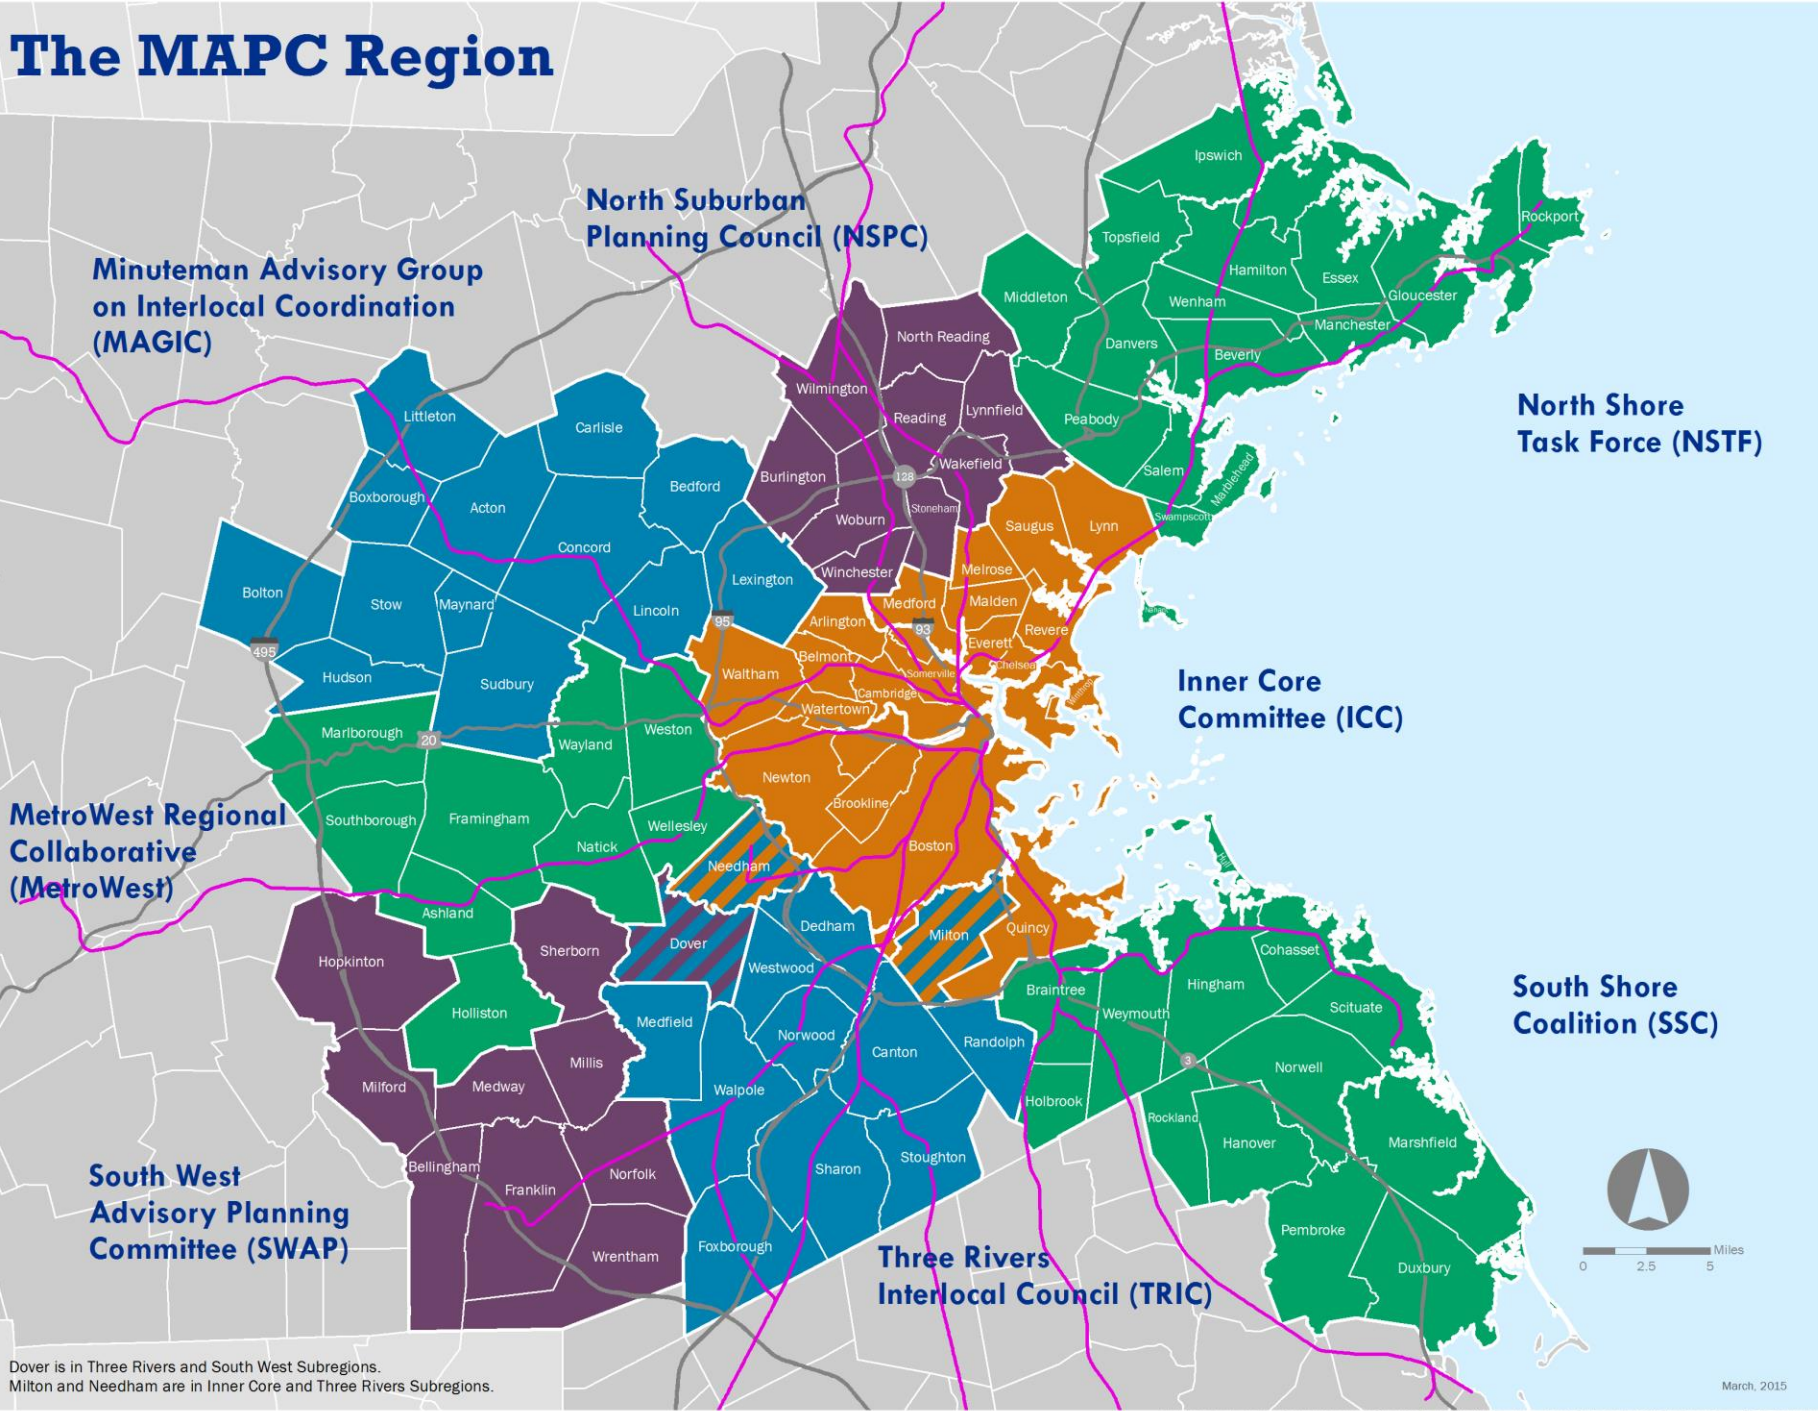 The MAPC Region
North Suburban
Planning Council (NSPC)
Minuteman Advisory Group
on Interlocal Coordination
(MAGIC)
North Shore
Task Force (NSTF)
Inner Core
Committee (ICC)
MetroWest Regional
Collaborative
(MetroWest)
South Shore
Coalition (SSC)
South West
Advisory Planning
Committee (SWAP)
Three Rivers
Interlocal Council (TRIC)
Ipswich
Rockport
Topsfield
Hamilton
Essex
Gloucester
Middleton
Wenham
Manchester
Danvers
Beverly
Peabody
Salem
Marblehead
Swampscott
Nahant
North Reading
Wilmington
Reading
Lynnfield
Wakefield
Burlington
128
Stoneham
Woburn
Winchester
Littleton
Carlisle
Bedford
Boxborough
Acton
Concord
Lexington
Bolton
Stow
Maynard
Lincoln
95
495
Hudson
Sudbury
Saugus
Lynn
Melrose
Medford
Malden
Arlington
93
Revere
Everett
Belmont
Chelsea
Waltham
Somerville
Cambridge
Winthrop
Watertown
Newton
Brookline
Boston
Needham
Milton
Quincy
Marlborough
20
Wayland
Weston
Southborough
Framingham
Natick
Wellesley
Ashland
Holliston
Hopkinton
Sherborn
Dover
Milford
Medway
Millis
Bellingham
Franklin
Norfolk
Wrentham
Dedham
Westwood
Medfield
Norwood
Canton
Randolph
Walpole
Sharon
Stoughton
Foxborough
Hull
Cohasset
Hingham
Scituate
Braintree
Weymouth
3
Norwell
Holbrook
Rockland
Hanover
Marshfield
Pembroke
Duxbury
Miles
0 2.5 5
Dover is in Three Rivers and South West Subregions.
Milton and Needham are in Inner Core and Three Rivers Subregions.
March, 2015